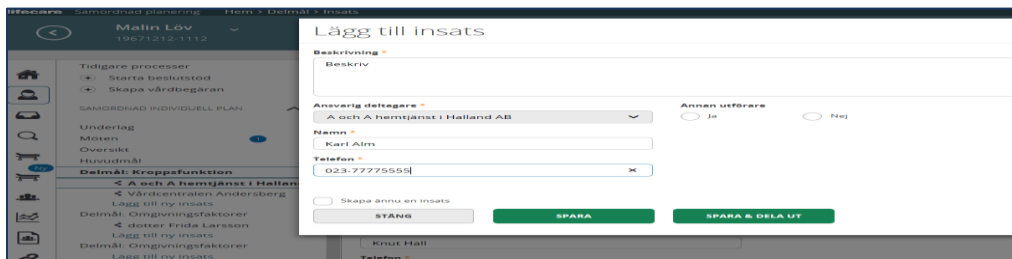 lifecare Samordnad planering Hem > Delmål > Insats
Malin Löv
19671212-1112
Tidigare processer
Starta beslutstöd
Skapa vårdbegäran
SAMORDNAD INDIVIDUELL PLAN
Underlag
Möten
Översikt
Huvudmål
Ny
Delmål: Kroppsfunktion
A och A hemtjänst i Hallan
Vårdcentralen Andersberg
Lägg till ny insats
Delmål: Omgivningsfaktorer
dotter Frida Larsson
Lägg till ny insats
Delmål: Omgivningsfaktorer
Lägg till ny insats
Lägg till insats
Beskrivning *
Beskriv
Ansvarig deltagare *
A och A hemtjänst i Halland AB
Annan utförare
Ja Nej
Namn *
Karl Alm
Telefon *
023-77775555
Skapa ännu en insats
STÄNG SPARA SPARA & DELA UT
Knut Hall
Telefon *